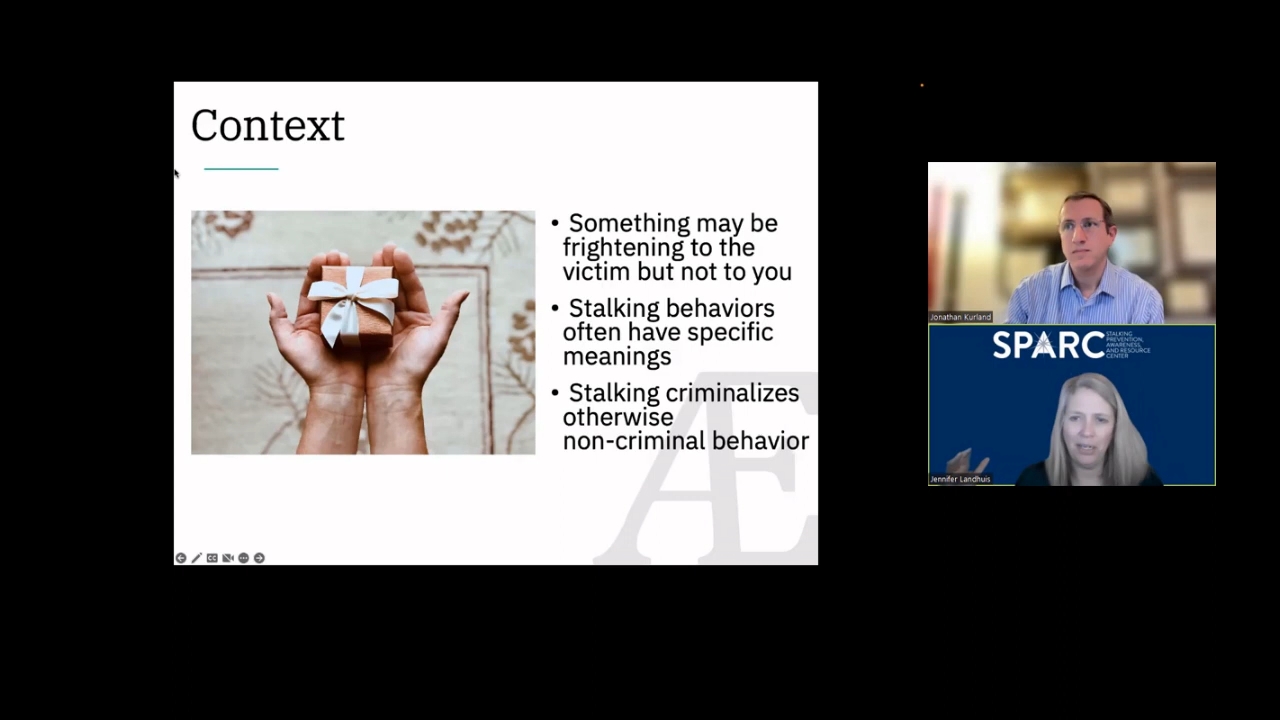 Context
• Something may be
frightening to the
victim but not to you
• Stalking behaviors
often have specific
meanings
• Stalking criminalizes
otherwise
non-criminal behavior
Æ
CC
Jonathan Kurland
SPARC
STALKING
PREVENTION,
AWARENESS,
AND RESOURCE
CENTER
Jennifer Landhuis